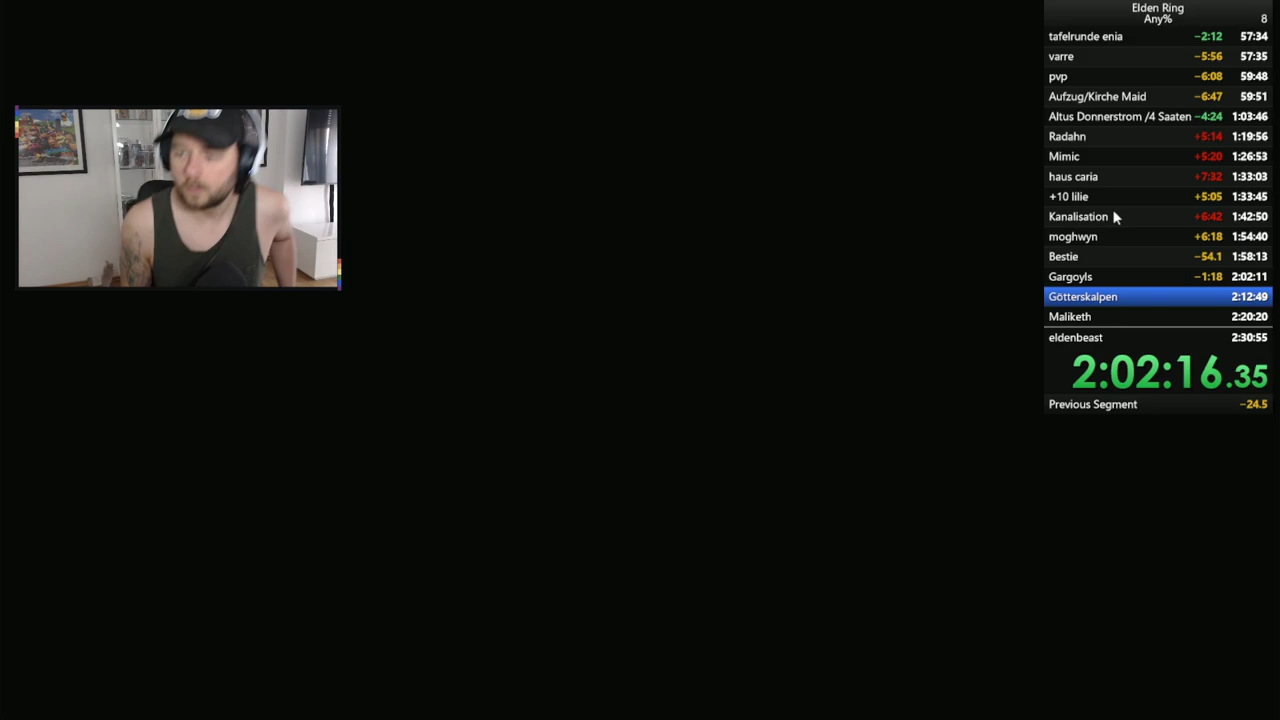 Elden Ring
Any% 8
tafelrunde enia −2:12 57:34
varre −5:56 57:35
pvp −6:08 59:48
Aufzug/Kirche Maid −6:47 59:51
Altus Donnerstrom /4 Saaten −4:24 1:03:46
Radahn +5:14 1:19:56
Mimic +5:20 1:26:53
haus caria +7:32 1:33:03
+10 lilie +5:05 1:33:45
Kanalisation +6:42 1:42:50
moghwyn +6:18 1:54:40
Bestie −54.1 1:58:13
Gargoyls −1:18 2:02:11
Götterskalpen 2:12:49
Maliketh 2:20:20
eldenbeast 2:30:55
2:02:16.35
Previous Segment −24.5